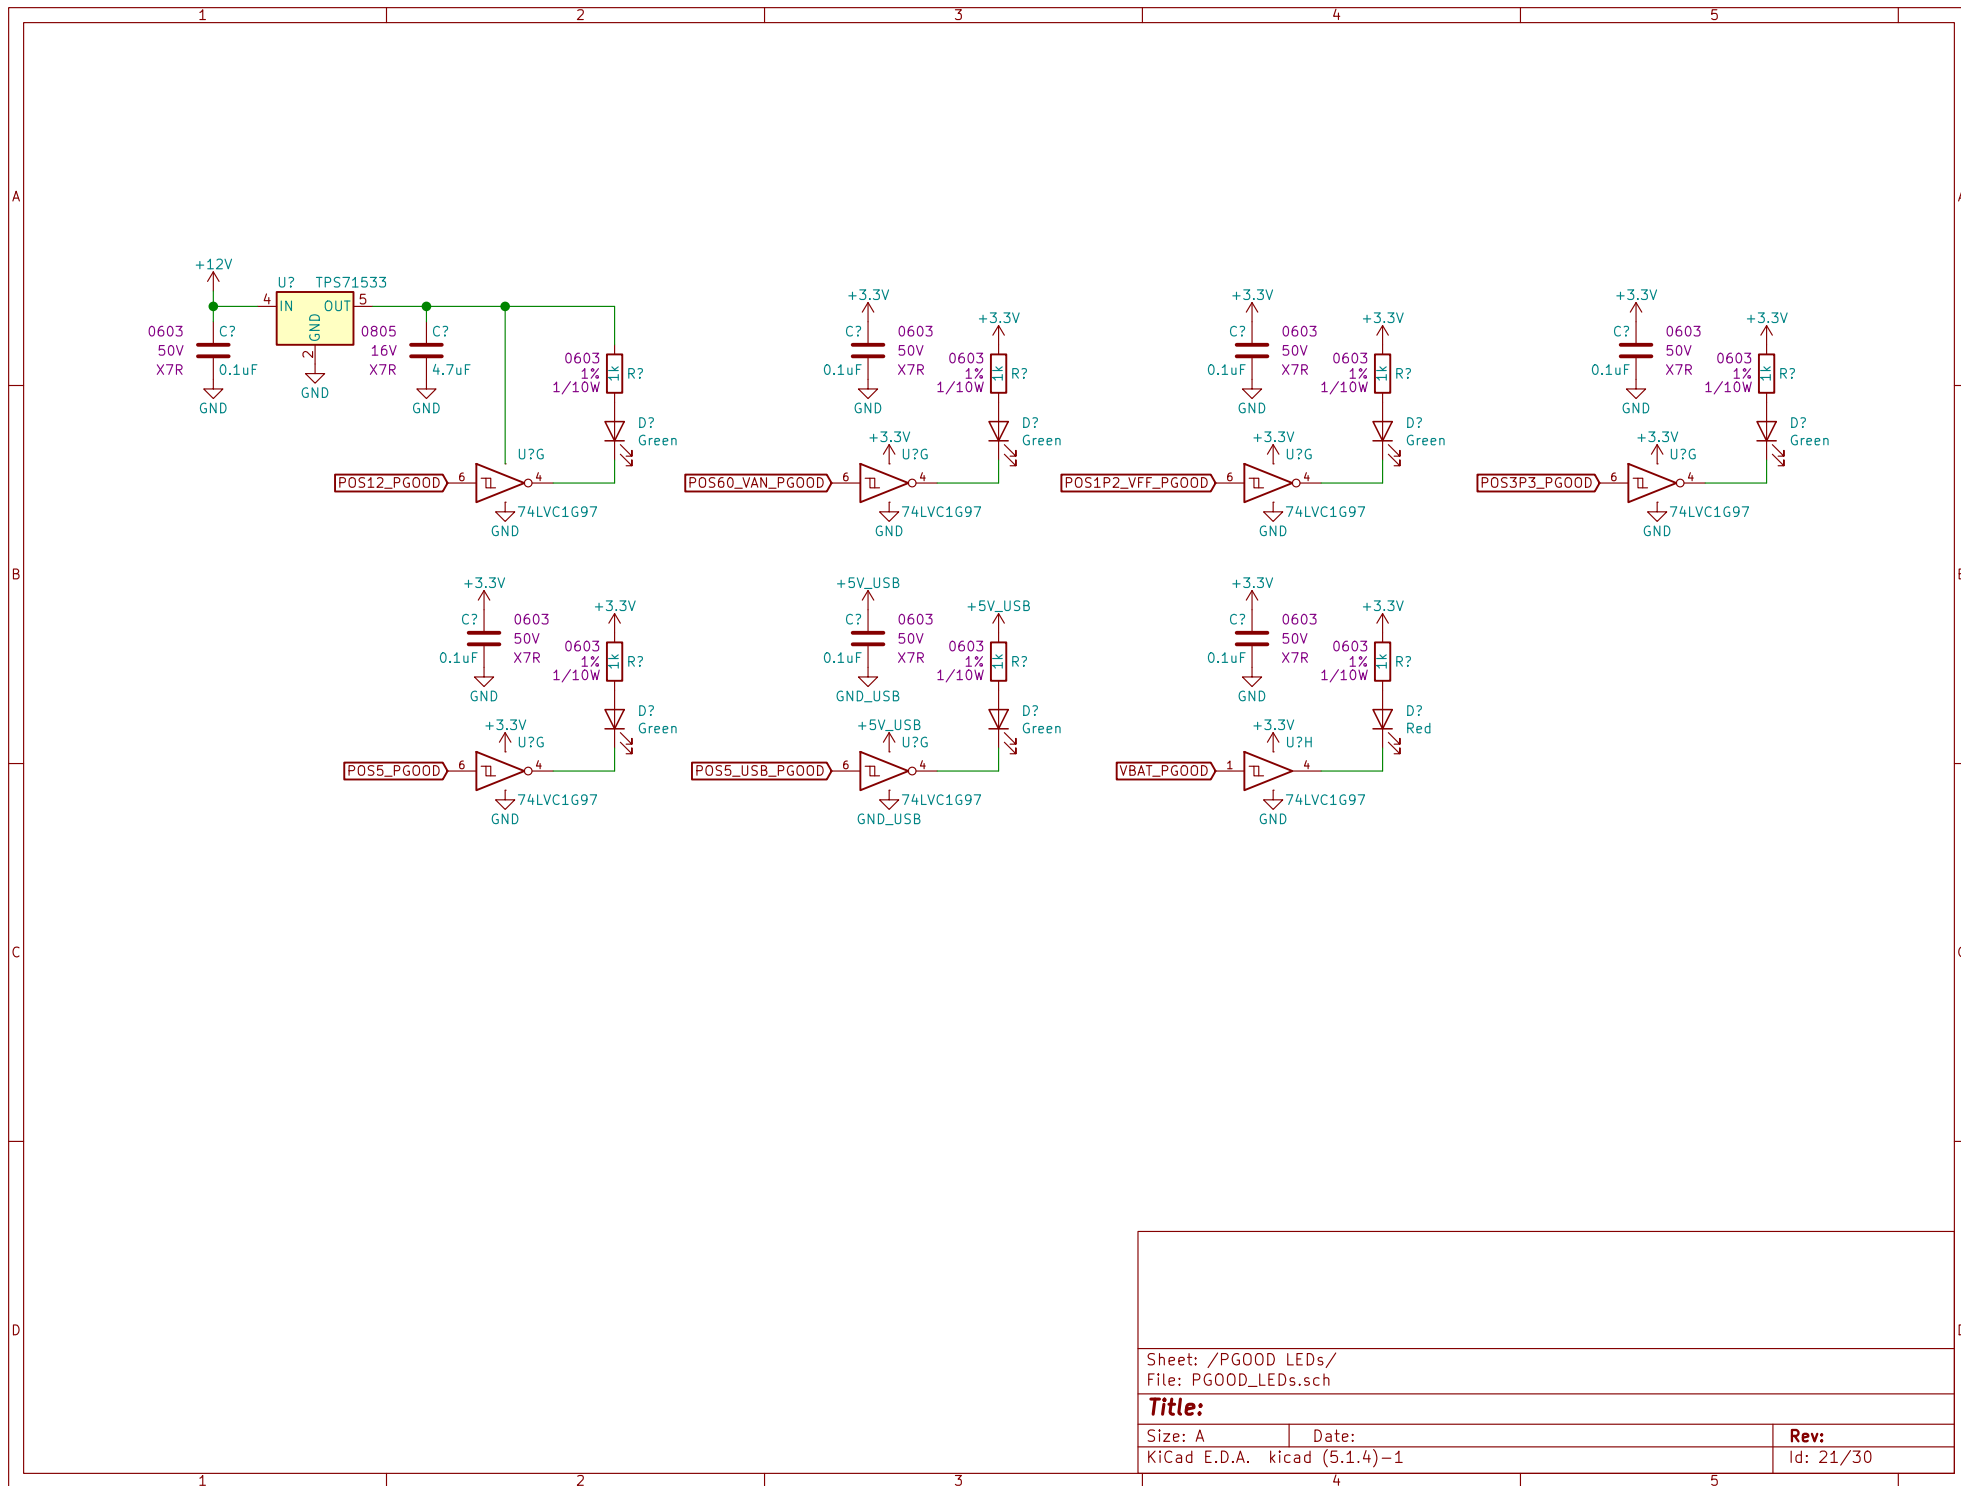 1 2 3 4 5
A
+12V
U? TPS71533
4 IN OUT 5
GND
2
0603 C?
50V
X7R 0.1uF
GND
GND
0805 C?
16V
X7R 4.7uF
GND
0603
1%
1/10W
1k R?
D?
Green
U?G
POS12_PGOOD 6 4
74LVC1G97
GND
+3.3V
C? 0603
50V
0.1uF X7R
GND
+3.3V
0603
1%
1/10W
1k R?
D?
Green
+3.3V
U?G
POS60_VAN_PGOOD 6 4
74LVC1G97
GND
+3.3V
C? 0603
50V
0.1uF X7R
GND
+3.3V
0603
1%
1/10W
1k R?
D?
Green
+3.3V
U?G
POS1P2_VFF_PGOOD 6 4
74LVC1G97
GND
+3.3V
C? 0603
50V
0.1uF X7R
GND
+3.3V
0603
1%
1/10W
1k R?
D?
Green
+3.3V
U?G
POS3P3_PGOOD 6 4
74LVC1G97
GND
B
+3.3V
C? 0603
50V
0.1uF X7R
GND
+3.3V
0603
1%
1/10W
1k R?
D?
Green
+3.3V
U?G
POS5_PGOOD 6 4
74LVC1G97
GND
+5V_USB
C? 0603
50V
0.1uF X7R
GND_USB
+5V_USB
0603
1%
1/10W
1k R?
D?
Green
+5V_USB
U?G
POS5_USB_PGOOD 6 4
74LVC1G97
GND_USB
+3.3V
C? 0603
50V
0.1uF X7R
GND
+3.3V
0603
1%
1/10W
1k R?
D?
Red
+3.3V
U?H
VBAT_PGOOD 1 4
74LVC1G97
GND
C
D
Sheet: /PGOOD LEDs/
File: PGOOD_LEDs.sch
Title:
Size: A Date: Rev:
KiCad E.D.A. kicad (5.1.4)-1 Id: 21/30
1 2 3 4 5